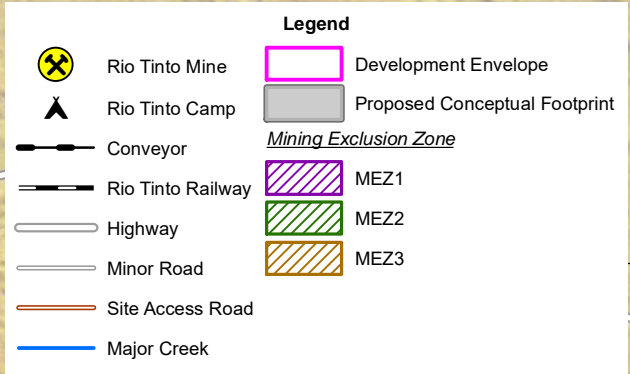 Legend
Rio Tinto Mine
Rio Tinto Camp
Conveyor
Rio Tinto Railway
Highway
Minor Road
Site Access Road
Major Creek
Development Envelope
Proposed Conceptual Footprint
Mining Exclusion Zone
MEZ1
MEZ2
MEZ3